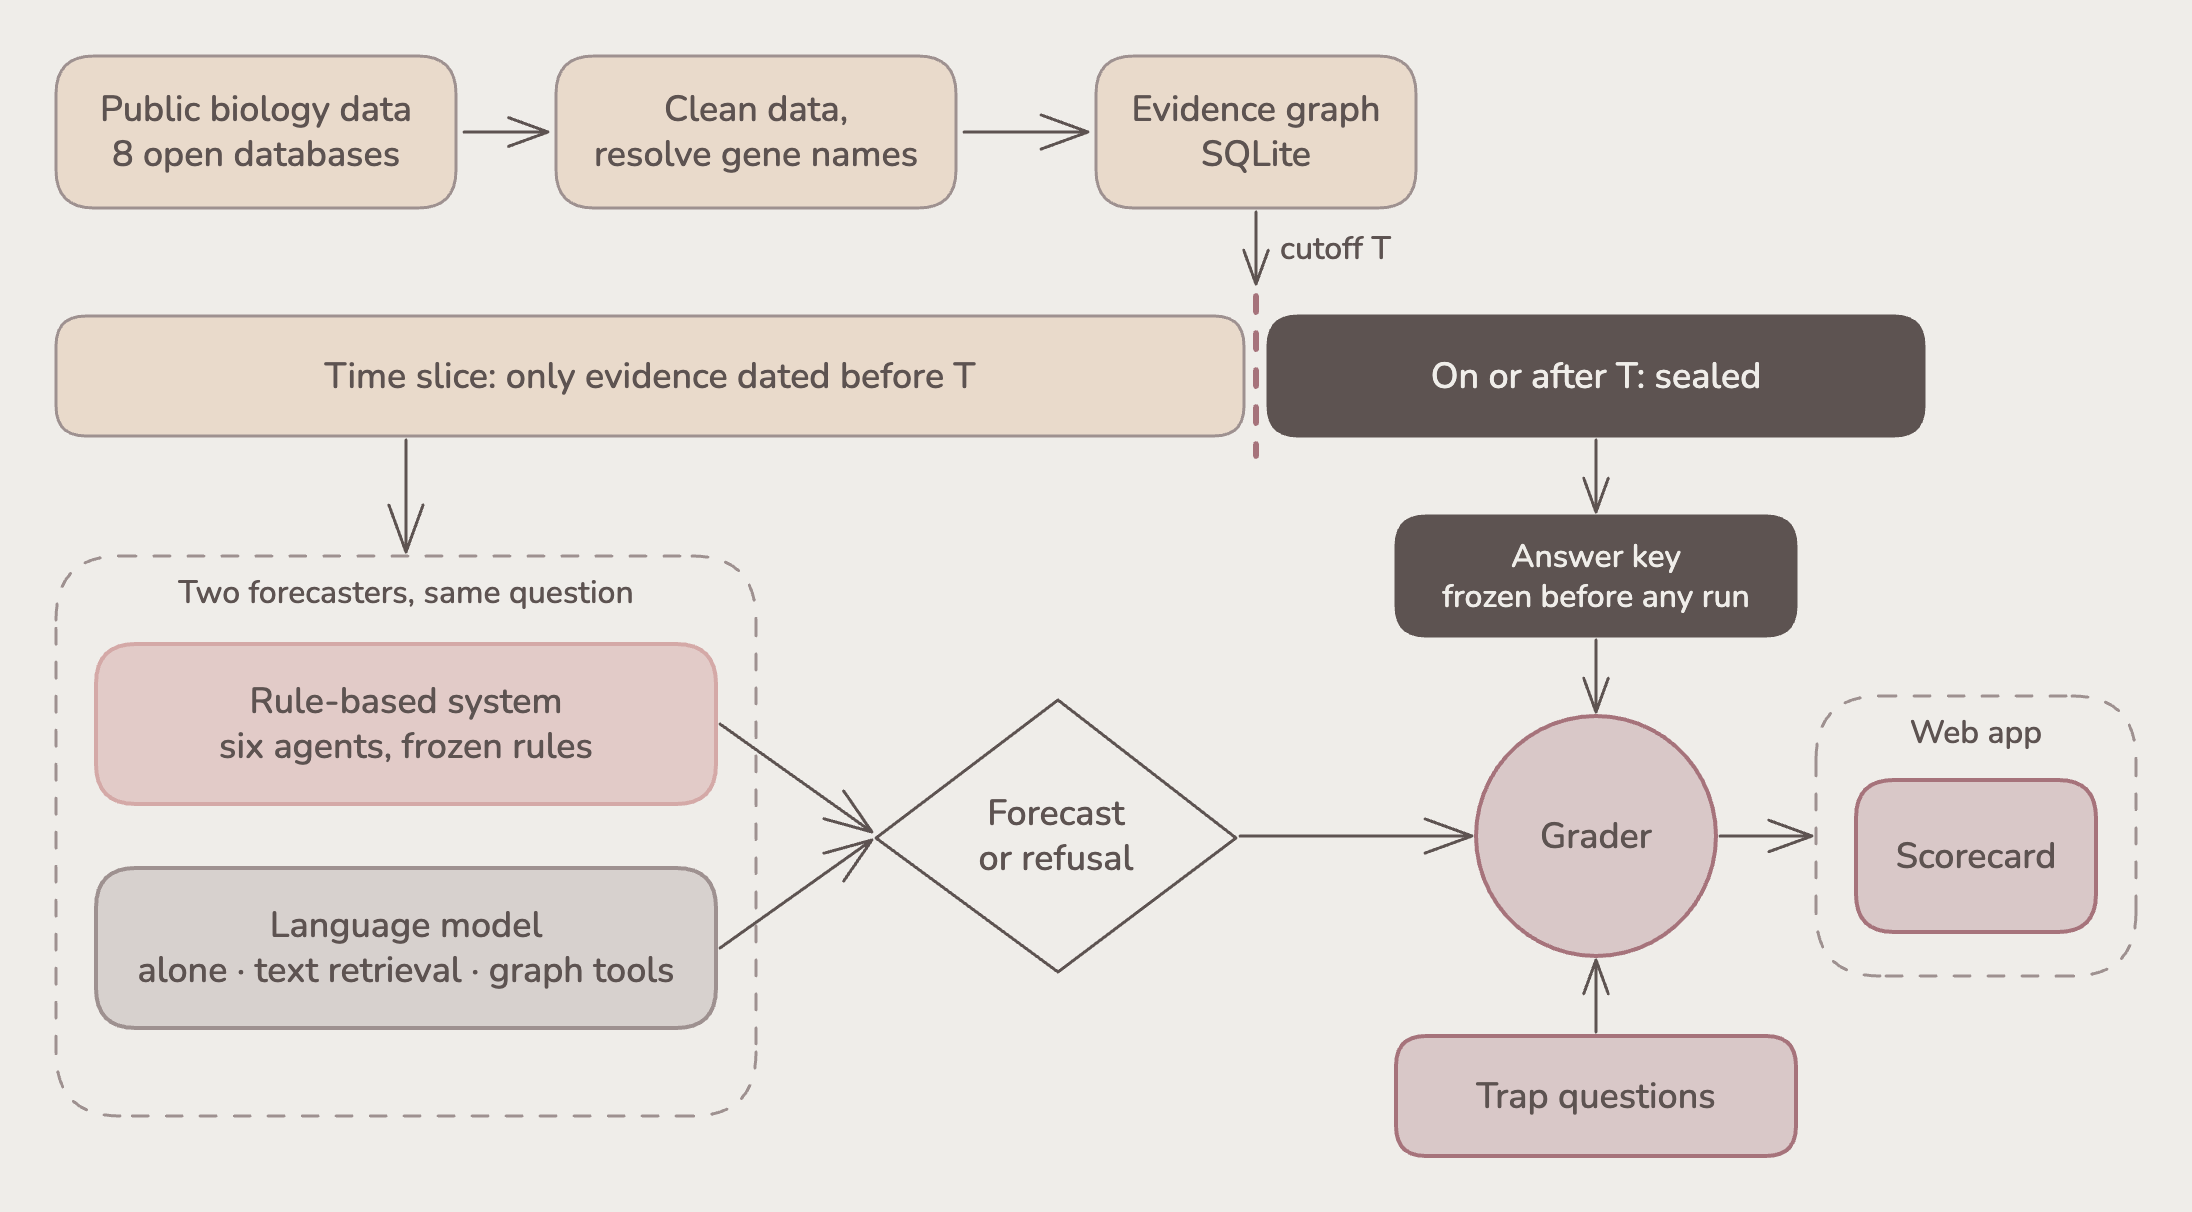 Public biology data
8 open databases
Clean data,
resolve gene names
Evidence graph
SQLite
cutoff T
Time slice: only evidence dated before T
On or after T: sealed
Answer key
frozen before any run
Two forecasters, same question
Rule-based system
six agents, frozen rules
Language model
alone · text retrieval · graph tools
Forecast
or refusal
Grader
Web app
Scorecard
Trap questions